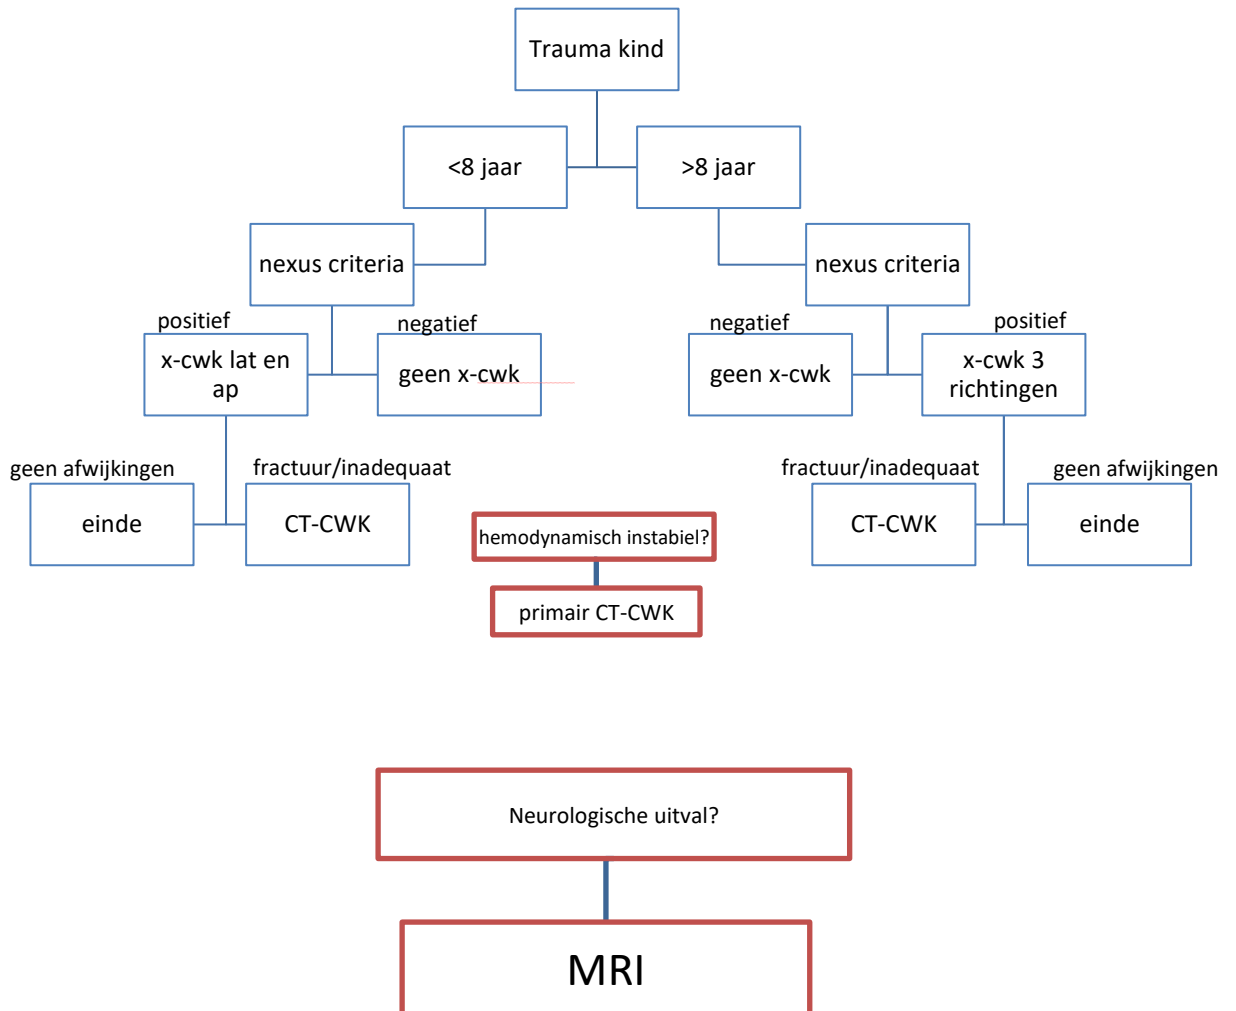 Trauma kind
<8 jaar
>8 jaar
nexus criteria
nexus criteria
positief
negatief
negatief
positief
x-cwk lat en
ap
geen x-cwk
geen x-cwk
x-cwk 3
richtingen
geen afwijkingen
fractuur/inadequaat
fractuur/inadequaat
geen afwijkingen
einde
CT-CWK
CT-CWK
einde
hemodynamisch instabiel?
primair CT-CWK
Neurologische uitval?
MRI